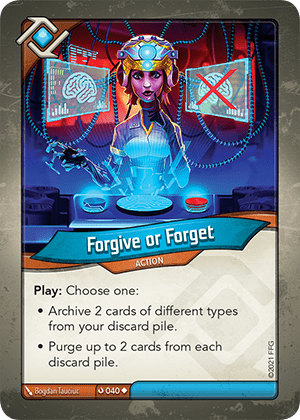 Forgive or Forget
ACTION
Play: Choose one:
• Archive 2 cards of different types
from your discard pile.
• Purge up to 2 cards from each
discard pile.
©2021 FFG
Bogdan Tauciuc
040